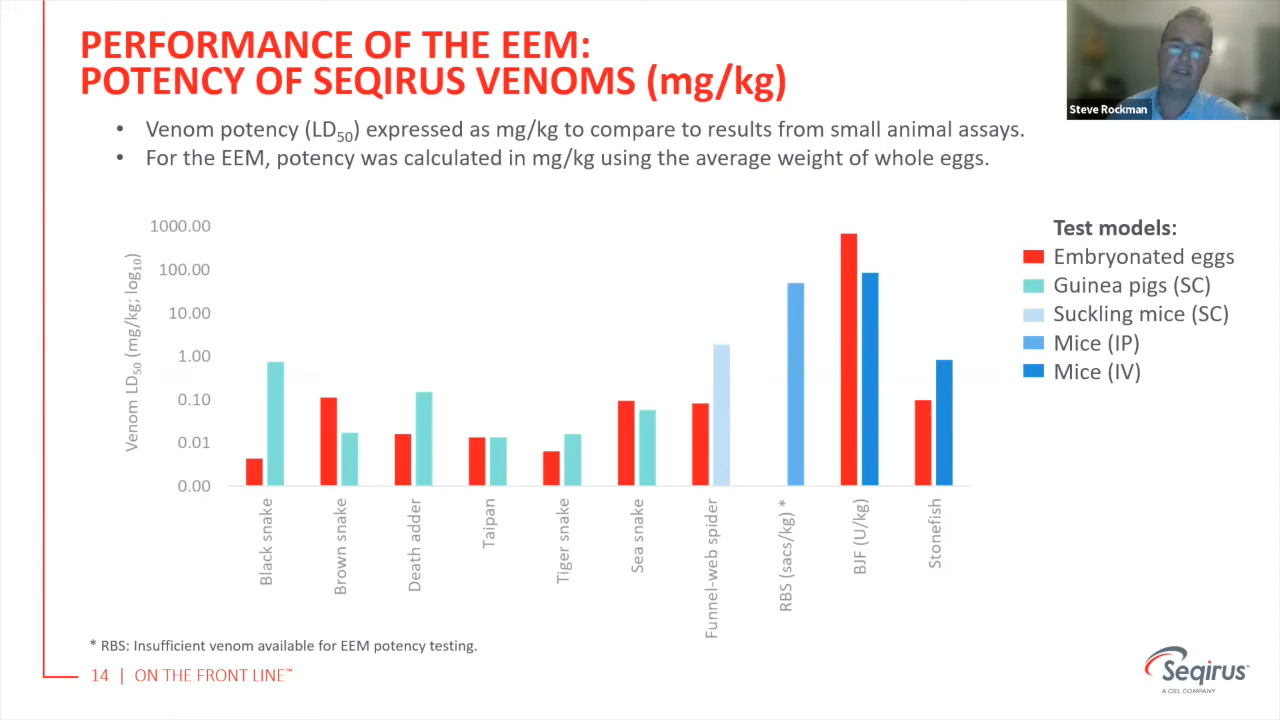 PERFORMANCE OF THE EEM:
POTENCY OF SEQIRUS VENOMS (mg/kg)
Steve Rockman
• Venom potency (LD50) expressed as mg/kg to compare to results from small animal assays.
• For the EEM, potency was calculated in mg/kg using the average weight of whole eggs.
Venom LD50 (mg/kg; log10)
1000.00
100.00
10.00
1.00
0.10
0.01
0.00
Black snake
Brown snake
Death adder
Taipan
Tiger snake
Sea snake
Funnel-web spider
RBS (sacs/kg) *
BJF (U/kg)
Stonefish
Test models:
Embryonated eggs
Guinea pigs (SC)
Suckling mice (SC)
Mice (IP)
Mice (IV)
* RBS: Insufficient venom available for EEM potency testing.
14 | ON THE FRONT LINE™
Seqirus™
A CSL COMPANY